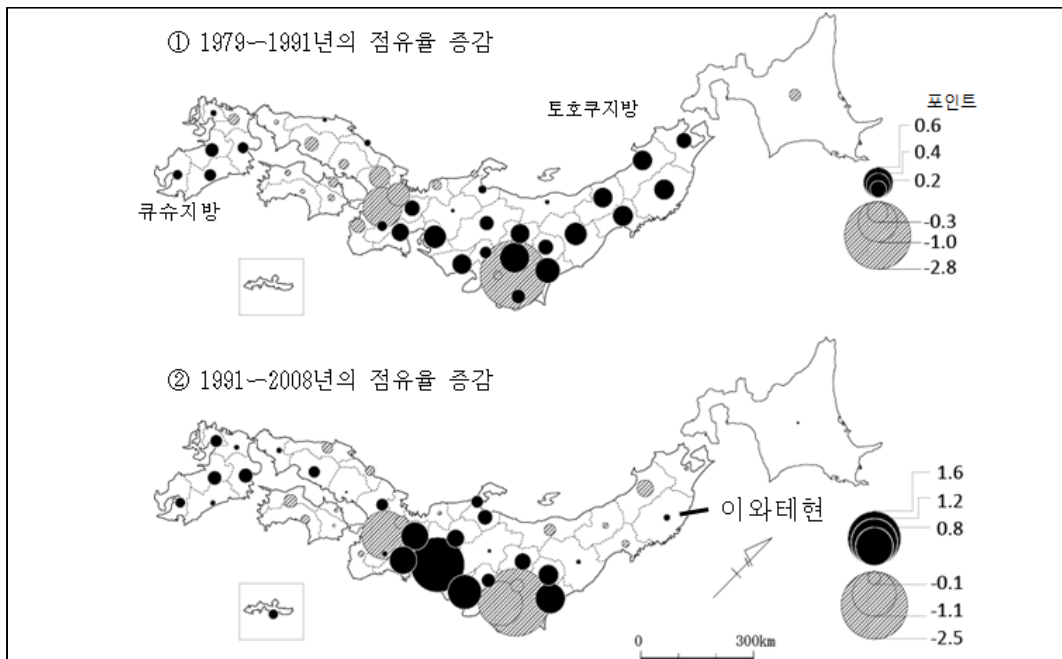 ① 1979—1991년의 점유율 증감
토호쿠지방
큐슈지방
포인트
0.6
0.4
0.2
-0.3
-1.0
-2.8
② 1991—2008년의 점유율 증감
이와테현
1.6
1.2
0.8
-0.1
-1.1
-2.5
0 300km